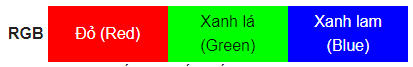 RGB
Đỏ (Red)
Xanh lá
(Green)
Xanh lam
(Blue)